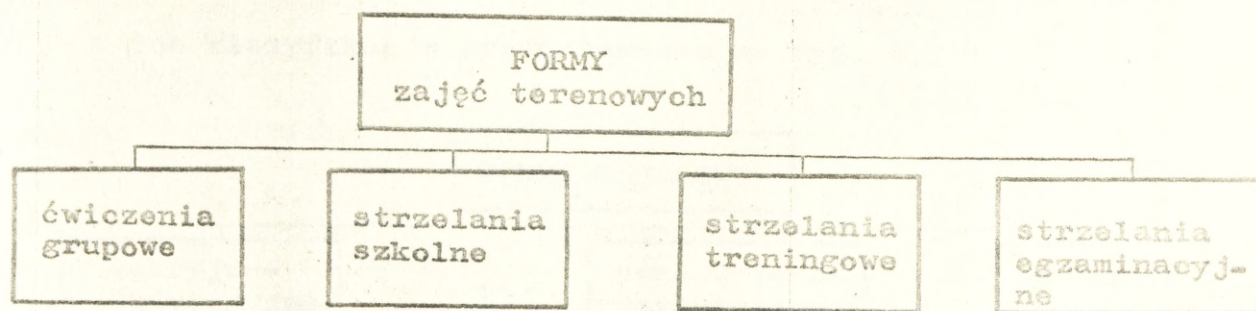 FORMY
zajęć terenowych
ćwiczenia
grupowe
strzelania
szkolne
strzelania
treningowe
strzelania
egzaminacyj-
ne